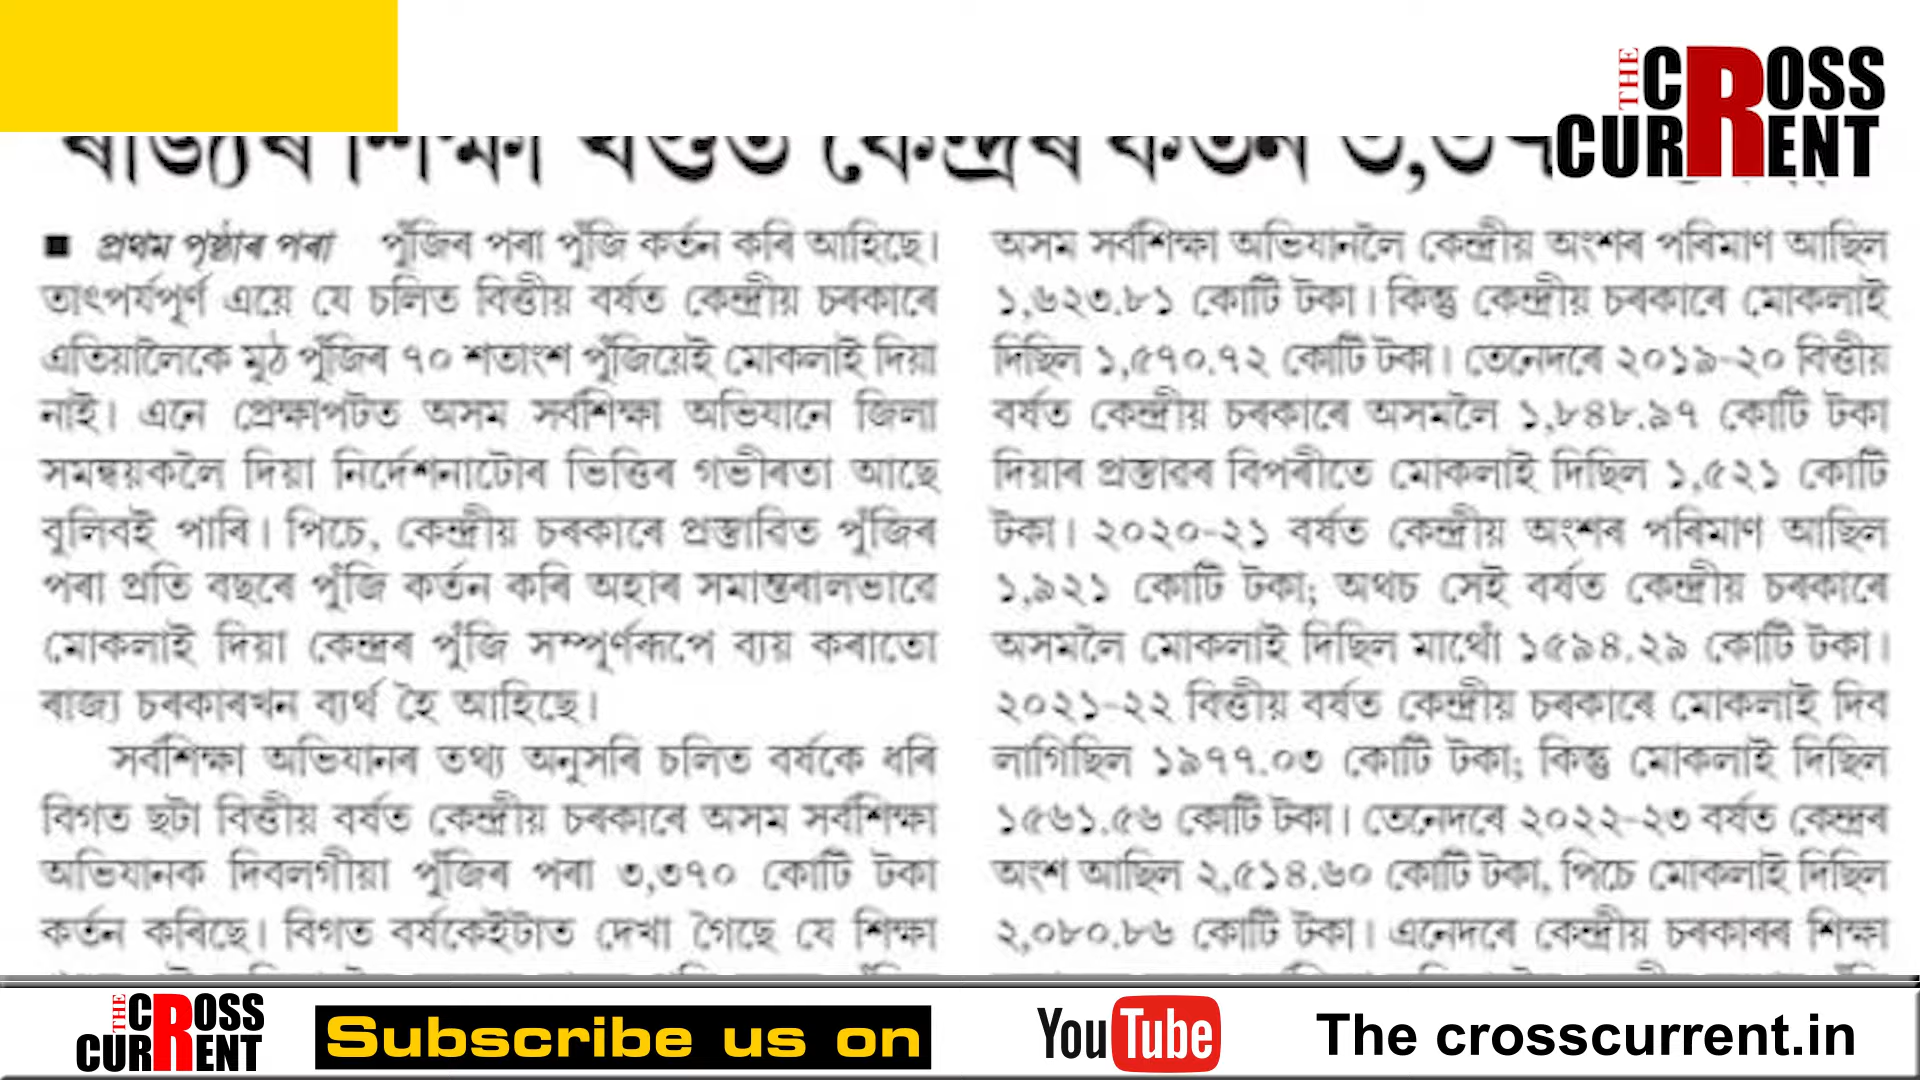 THE CROSS CURRENT
ৰাজ্যৰ শিক্ষা খণ্ডত কেন্দ্ৰৰ কৰ্তন ৩,৩৭
■ প্ৰথম পৃষ্ঠাৰ পৰা পুঁজিৰ পৰা পুঁজি কৰ্তন কৰি আহিছে।
তাৎপৰ্যপূৰ্ণ এয়ে যে চলিত বিত্তীয় বৰ্ষত কেন্দ্ৰীয় চৰকাৰে
এতিয়ালৈকে মুঠ পুঁজিৰ ৭০ শতাংশ পুঁজিয়েই মোকলাই দিয়া
নাই। এনে প্ৰেক্ষাপটত অসম সৰ্বশিক্ষা অভিযানে জিলা
সমন্বয়কলৈ দিয়া নিৰ্দেশনাটোৰ ভিত্তিৰ গভীৰতা আছে
বুলিবই পাৰি। পিচে, কেন্দ্ৰীয় চৰকাৰে প্ৰস্তাৱিত পুঁজিৰ
পৰা প্ৰতি বছৰে পুঁজি কৰ্তন কৰি অহাৰ সমান্তৰালভাৱে
মোকলাই দিয়া কেন্দ্ৰৰ পুঁজি সম্পূৰ্ণৰূপে ব্যয় কৰাতো
ৰাজ্য চৰকাৰখন ব্যৰ্থ হৈ আহিছে।
সৰ্বশিক্ষা অভিযানৰ তথ্য অনুসৰি চলিত বৰ্ষকে ধৰি
বিগত ছটা বিত্তীয় বৰ্ষত কেন্দ্ৰীয় চৰকাৰে অসম সৰ্বশিক্ষা
অভিযানক দিবলগীয়া পুঁজিৰ পৰা ৩,৩৭০ কোটি টকা
কৰ্তন কৰিছে। বিগত বৰ্ষকেইটাত দেখা গৈছে যে শিক্ষা
অসম সৰ্বশিক্ষা অভিযানলৈ কেন্দ্ৰীয় অংশৰ পৰিমাণ আছিল
১,৬২৩.৮১ কোটি টকা। কিন্তু কেন্দ্ৰীয় চৰকাৰে মোকলাই
দিছিল ১,৫৭০.৭২ কোটি টকা। তেনেদৰে ২০১৯-২০ বিত্তীয়
বৰ্ষত কেন্দ্ৰীয় চৰকাৰে অসমলৈ ১,৮৪৮.৯৭ কোটি টকা
দিয়াৰ প্ৰস্তাৱৰ বিপৰীতে মোকলাই দিছিল ১,৫২১ কোটি
টকা। ২০২০-২১ বৰ্ষত কেন্দ্ৰীয় অংশৰ পৰিমাণ আছিল
১,৯২১ কোটি টকা; অথচ সেই বৰ্ষত কেন্দ্ৰীয় চৰকাৰে
অসমলৈ মোকলাই দিছিল মাথোঁ ১৫৯৪.২৯ কোটি টকা।
২০২১-২২ বিত্তীয় বৰ্ষত কেন্দ্ৰীয় চৰকাৰে মোকলাই দিব
লাগিছিল ১৯৭৭.০৩ কোটি টকা; কিন্তু মোকলাই দিছিল
১৫৬১.৫৬ কোটি টকা। তেনেদৰে ২০২২-২৩ বৰ্ষত কেন্দ্ৰৰ
অংশ আছিল ২,৫১৪.৬০ কোটি টকা, পিচে মোকলাই দিছিল
২,০৮০.৮৬ কোটি টকা। এনেদৰে কেন্দ্ৰীয় চৰকাৰৰ শিক্ষা
THE CROSS CURRENT
Subscribe us on
YouTube
The crosscurrent.in